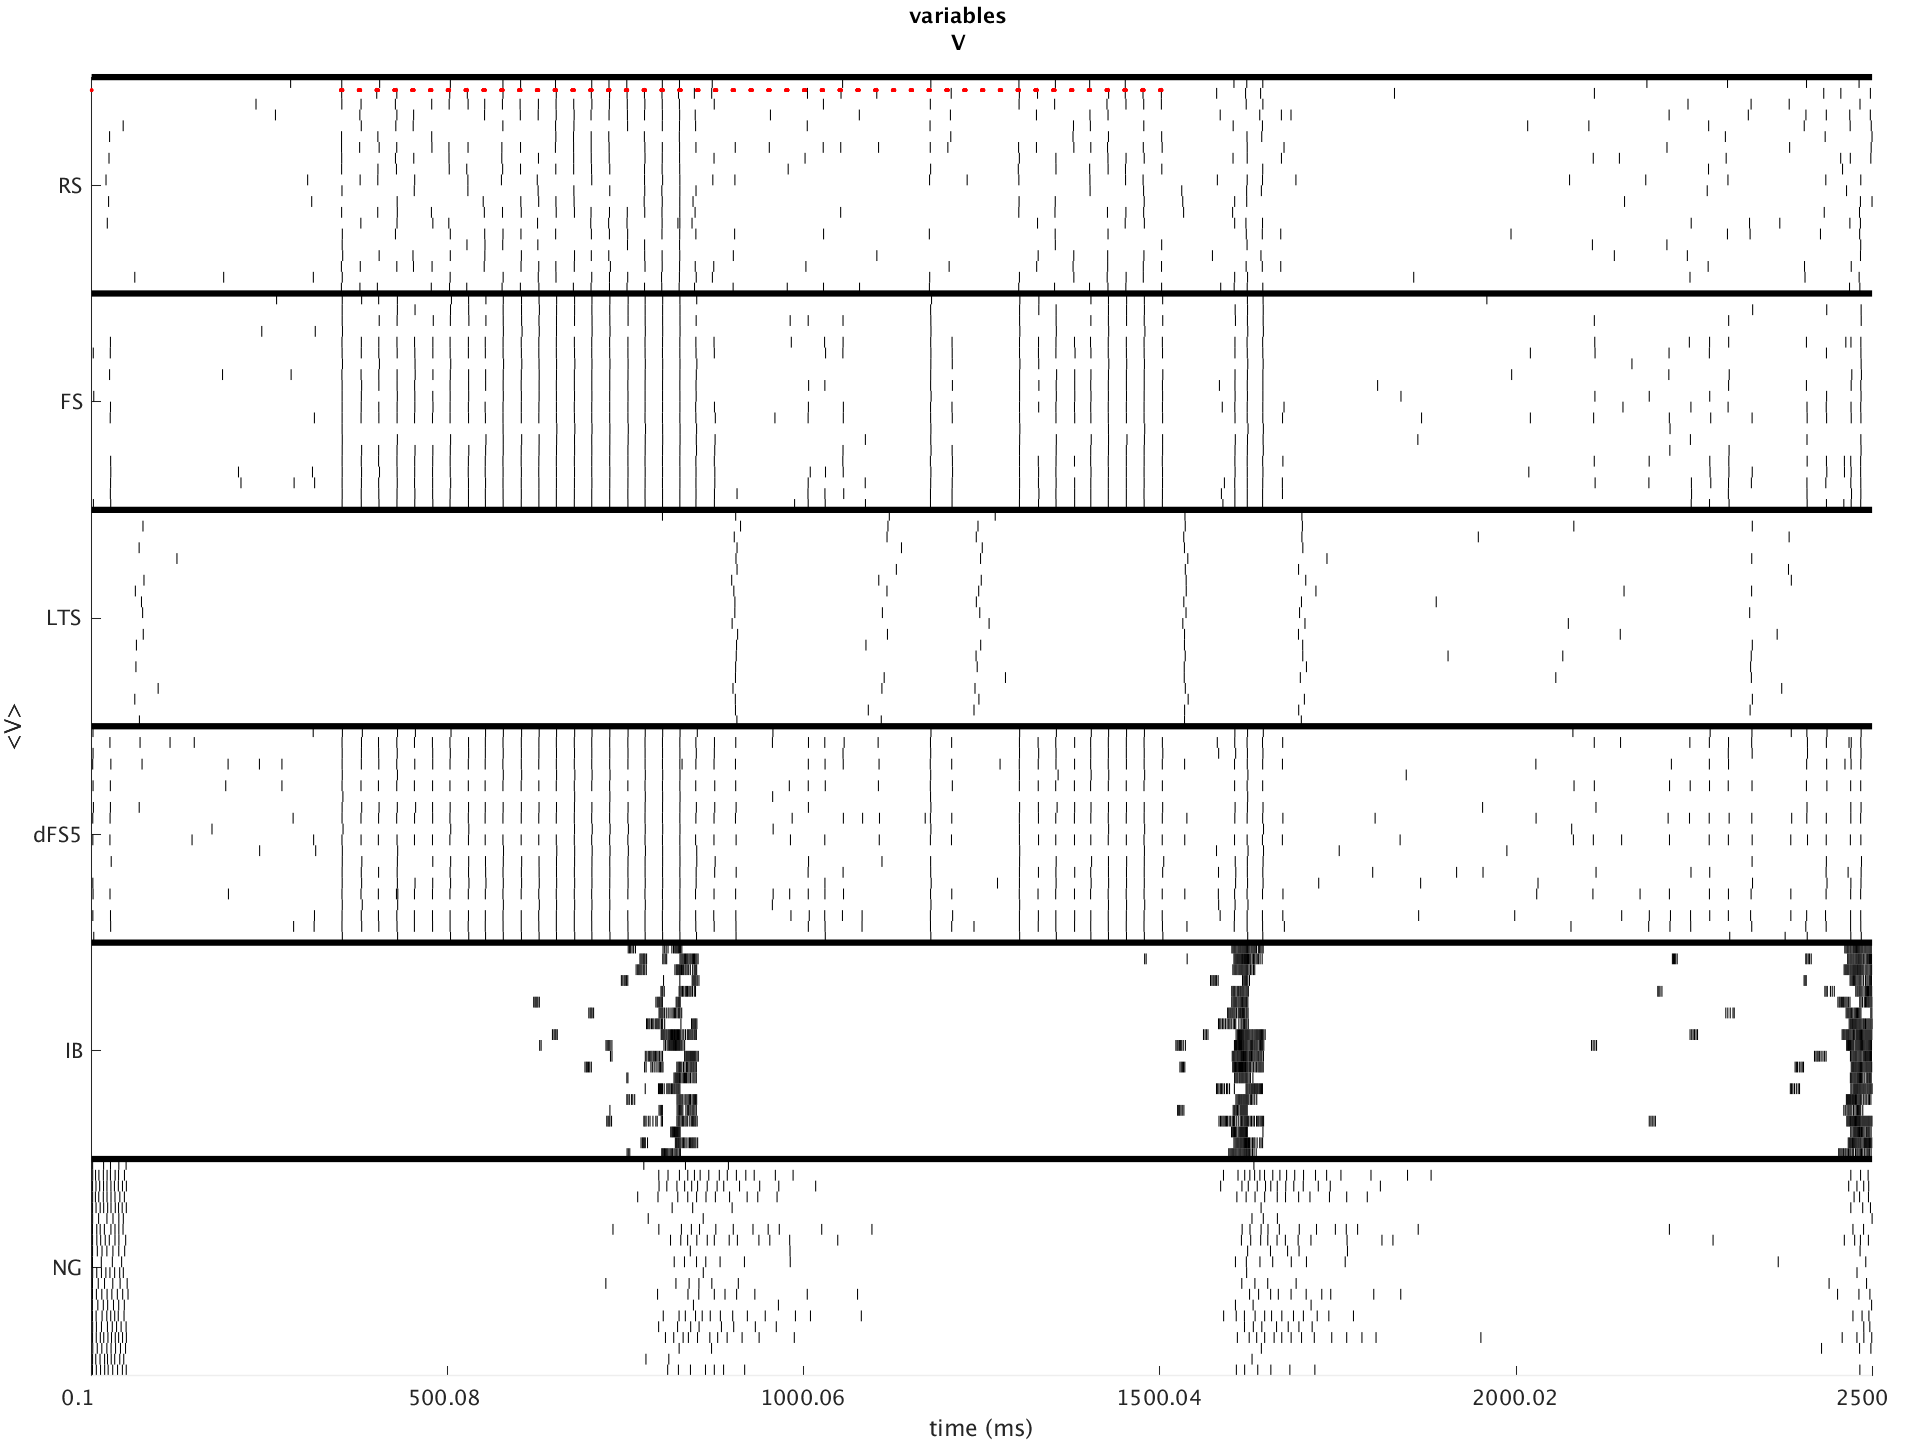 variables
V
RS
FS
LTS
<V>
dFS5
IB
NG
0.1
500.08
1000.06
1500.04
2000.02
2500
time (ms)